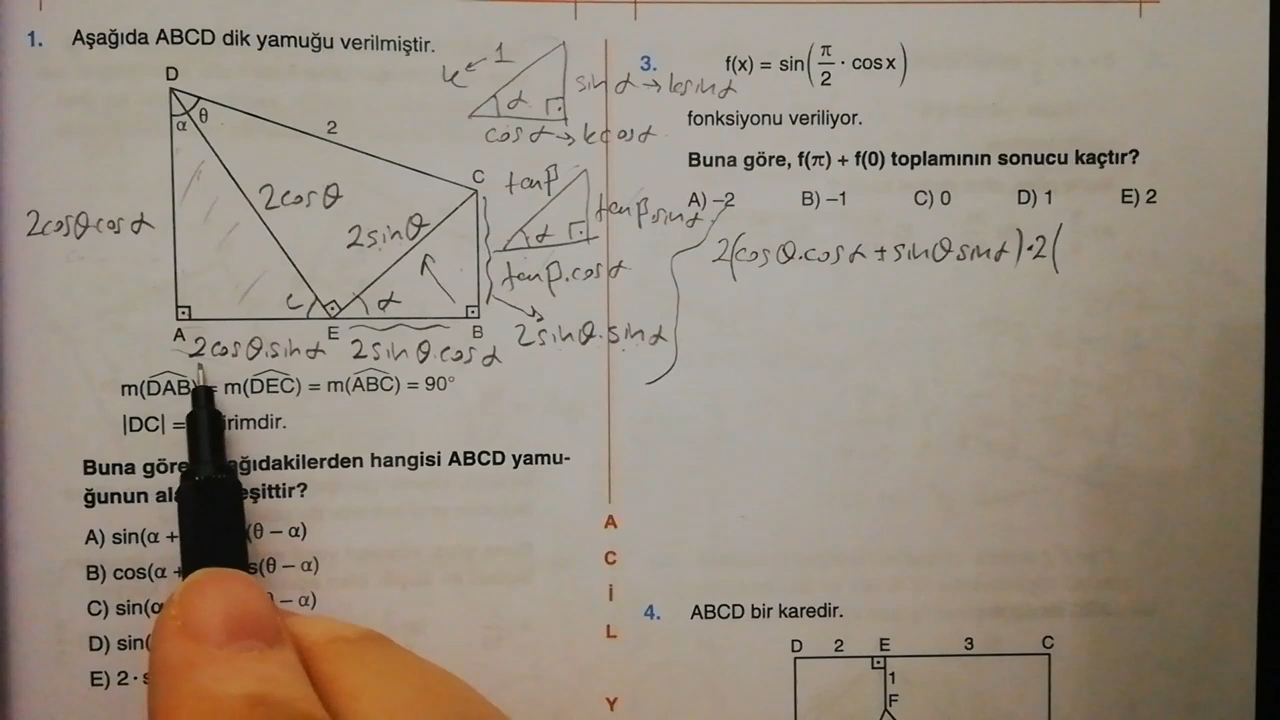 1. Aşağıda ABCD dik yamuğu verilmiştir.
D
α θ
2
C
2cosθ
2sinθ
2cosθcosα
α
A
E
B
2cosθ.sinα
2sinθ.cosα
2sinθ.sinα
m(DAB) = m(DEC) = m(ABC) = 90°
|DC| =
rimdir.
Buna göre
ğıdakilerden hangisi ABCD yamu-
ğunun al
eşittir?
A) sin(α +
(θ – α)
B) cos(α +
s(θ – α)
C) sin(α
– α)
D) sin(
E) 2 · s
k ← 1
α
sinα → ksinα
cosα → kcosα
tanβ
α
tanβ.sinα
tanβ.cosα
3. f(x) = sin(π/2 · cosx)
fonksiyonu veriliyor.
Buna göre, f(π) + f(0) toplamının sonucu kaçtır?
A) –2 B) –1 C) 0 D) 1 E) 2
2(cosθ.cosα + sinθsinα)·2(
A
C
İ
L
Y
4. ABCD bir karedir.
D 2 E 3 C
1
F